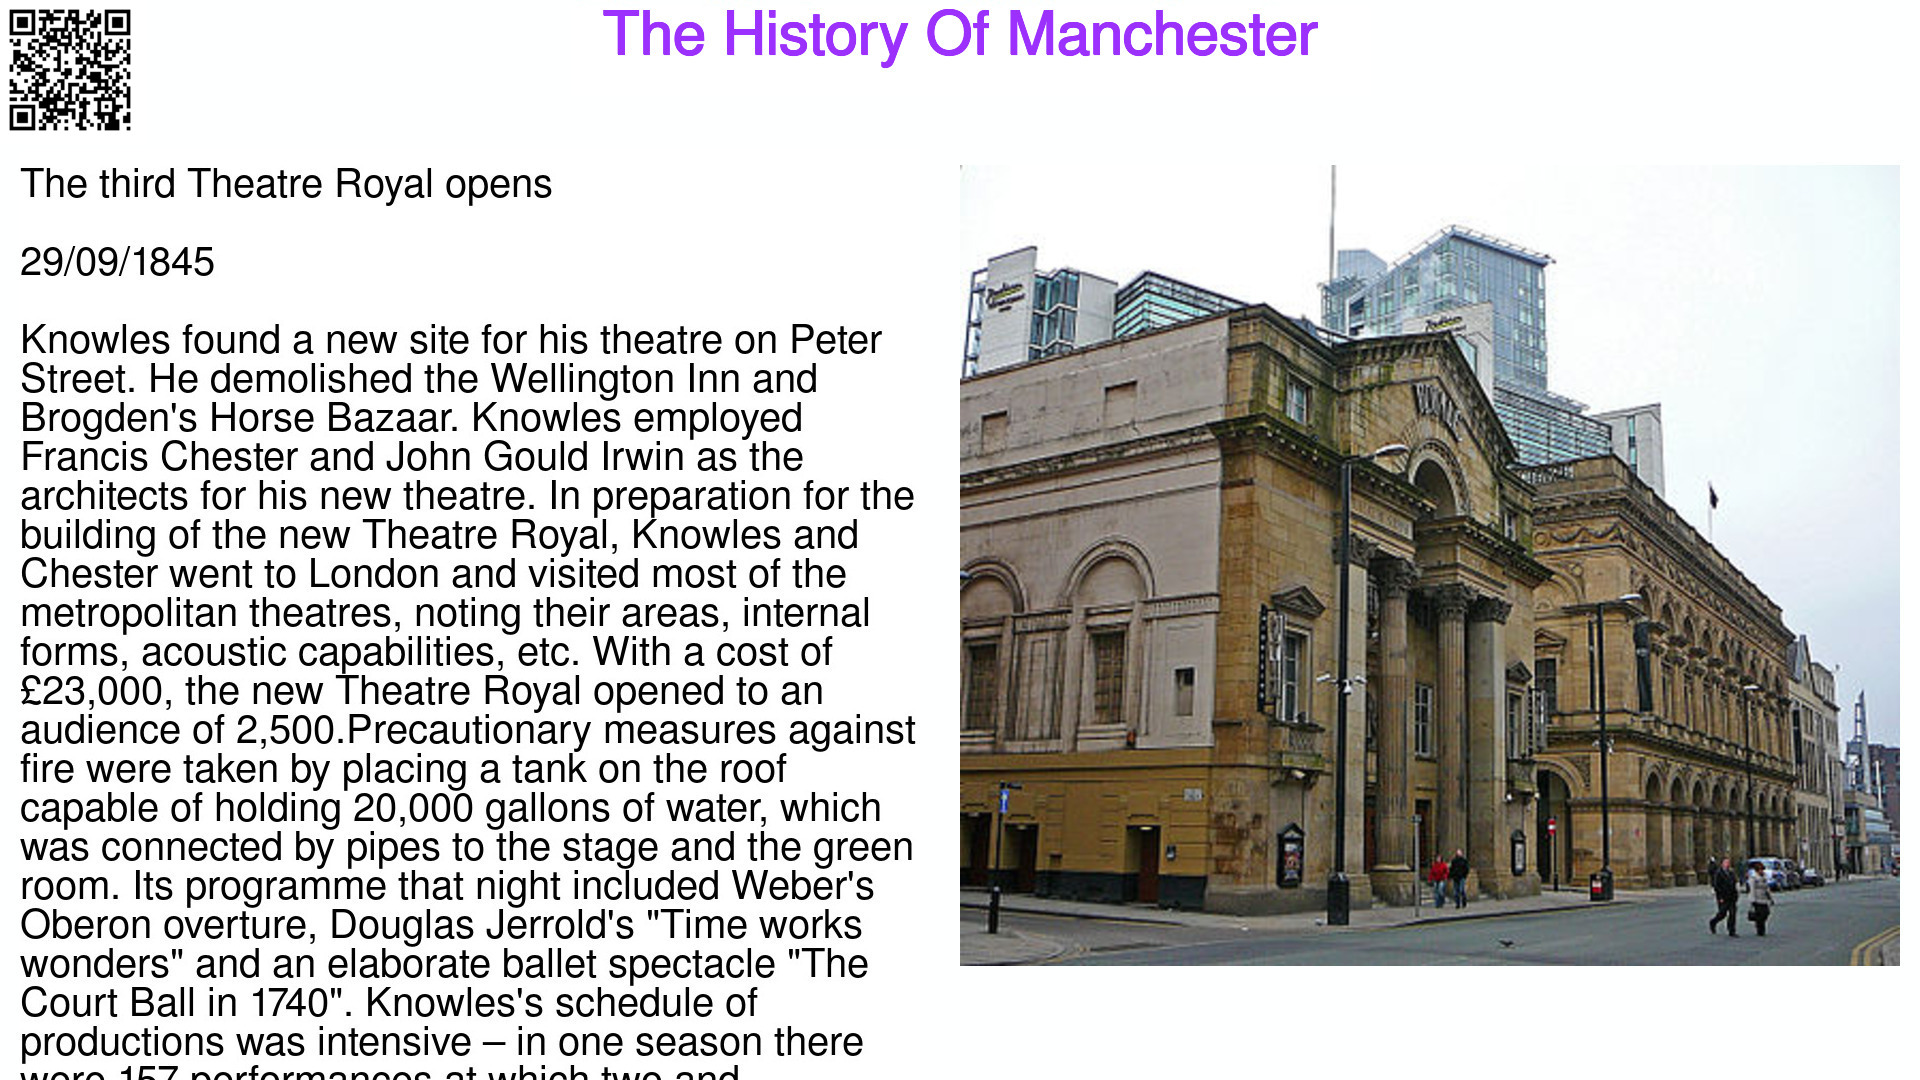 The History Of Manchester
The third Theatre Royal opens
29/09/1845
Knowles found a new site for his theatre on Peter
Street. He demolished the Wellington Inn and
Brogden's Horse Bazaar. Knowles employed
Francis Chester and John Gould Irwin as the
architects for his new theatre. In preparation for the
building of the new Theatre Royal, Knowles and
Chester went to London and visited most of the
metropolitan theatres, noting their areas, internal
forms, acoustic capabilities, etc. With a cost of
£23,000, the new Theatre Royal opened to an
audience of 2,500.Precautionary measures against
fire were taken by placing a tank on the roof
capable of holding 20,000 gallons of water, which
was connected by pipes to the stage and the green
room. Its programme that night included Weber's
Oberon overture, Douglas Jerrold's "Time works
wonders" and an elaborate ballet spectacle "The
Court Ball in 1740". Knowles's schedule of
productions was intensive – in one season there
were 157 performances at which two and